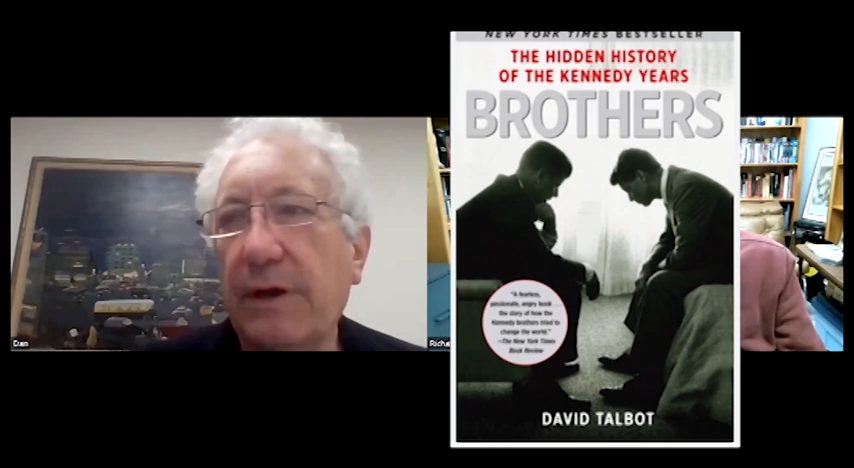 NEW YORK TIMES BESTSELLER
THE HIDDEN HISTORY
OF THE KENNEDY YEARS
BROTHERS
"A fearless,
passionate, angry book...
the story of how the
Kennedy brothers tried to
change the world."
—The New York Times
Book Review
DAVID TALBOT
Dan
Richa